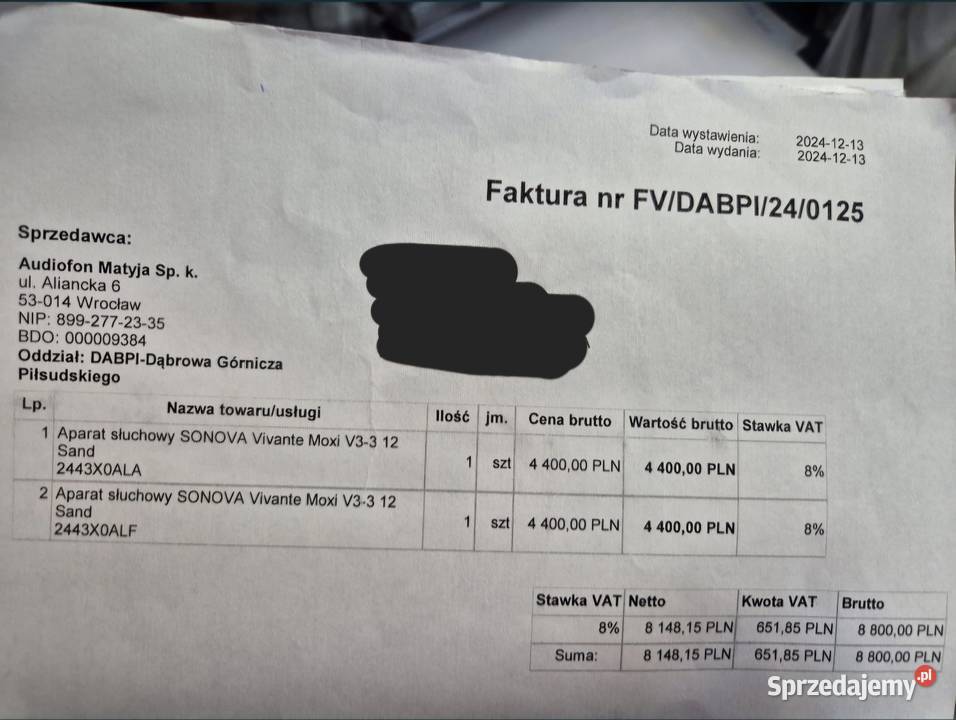 Data wystawienia: 2024-12-13
Data wydania: 2024-12-13
Faktura nr FV/DABPI/24/0125
Sprzedawca:
Audiofon Matyja Sp. k.
ul. Aliancka 6
53-014 Wrocław
NIP: 899-277-23-35
BDO: 000009384
Oddział: DABPI-Dąbrowa Górnicza
Piłsudskiego
Lp. Nazwa towaru/usługi Ilość jm. Cena brutto Wartość brutto Stawka VAT
1 Aparat słuchowy SONOVA Vivante Moxi V3-3 12
Sand
2443X0ALA 1 szt 4 400,00 PLN 4 400,00 PLN 8%
2 Aparat słuchowy SONOVA Vivante Moxi V3-3 12
Sand
2443X0ALF 1 szt 4 400,00 PLN 4 400,00 PLN 8%
Stawka VAT Netto Kwota VAT Brutto
8% 8 148,15 PLN 651,85 PLN 8 800,00 PLN
Suma: 8 148,15 PLN 651,85 PLN 8 800,00 PLN
Sprzedajemy.pl